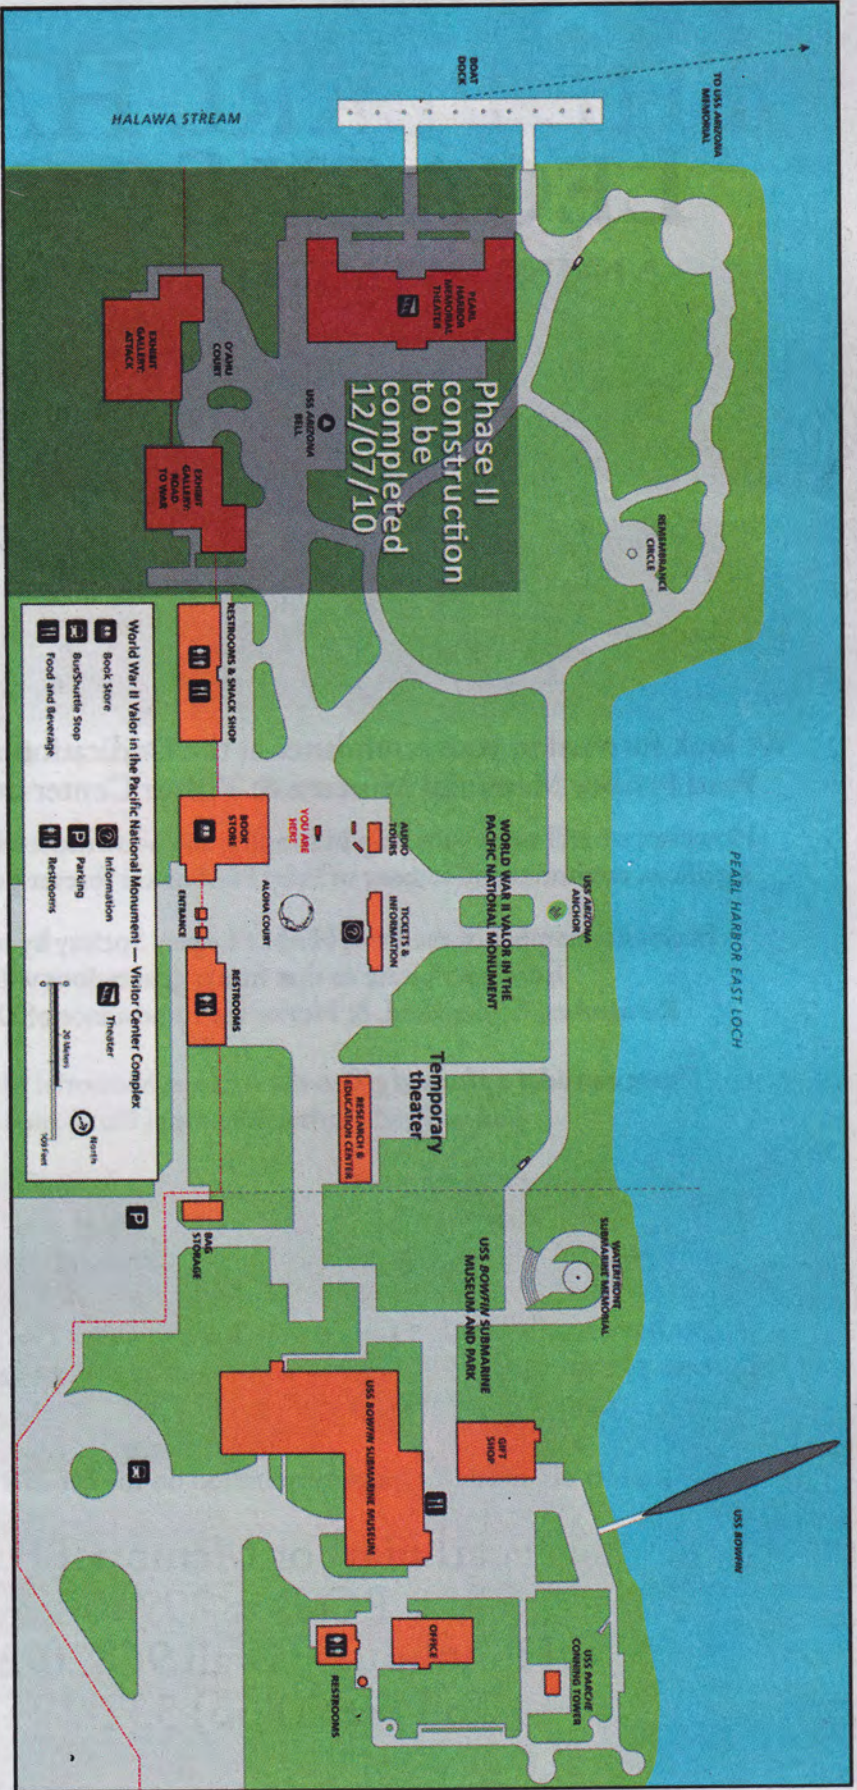 BOAT
DOCK
TO USS ARIZONA
MEMORIAL
HALAWA STREAM
PEARL
HARBOR
MEMORIAL
THEATER
EXHIBIT
GALLERY:
ATTACK
O'AHU
COURT
USS ARIZONA
BELL
EXHIBIT
GALLERY:
ROAD
TO WAR
Phase II
construction
to be
completed
12/07/10
REMEMBRANCE
CIRCLE
PEARL HARBOR EAST LOCH
RESTROOMS & SNACK SHOP
BOOK
STORE
YOU ARE
HERE
AUDIO
TOURS
WORLD WAR II VALOR IN THE
PACIFIC NATIONAL MONUMENT
USS ARIZONA
ANCHOR
TICKETS &
INFORMATION
ALOHA COURT
ENTRANCE
RESTROOMS
Temporary
theater
RESEARCH &
EDUCATION CENTER
BAG
STORAGE
P
WATERFRONT
SUBMARINE MEMORIAL
USS BOWFIN SUBMARINE
MUSEUM AND PARK
USS BOWFIN SUBMARINE MUSEUM
GIFT
SHOP
USS BOWFIN
OFFICE
RESTROOMS
USS PARCHE
CONNING TOWER
World War II Valor in the Pacific National Monument — Visitor Center Complex
Book Store
Information
Theater
Bus/Shuttle Stop
P Parking
Food and Beverage
Restrooms
North
0 20 Meters
0 100 Feet